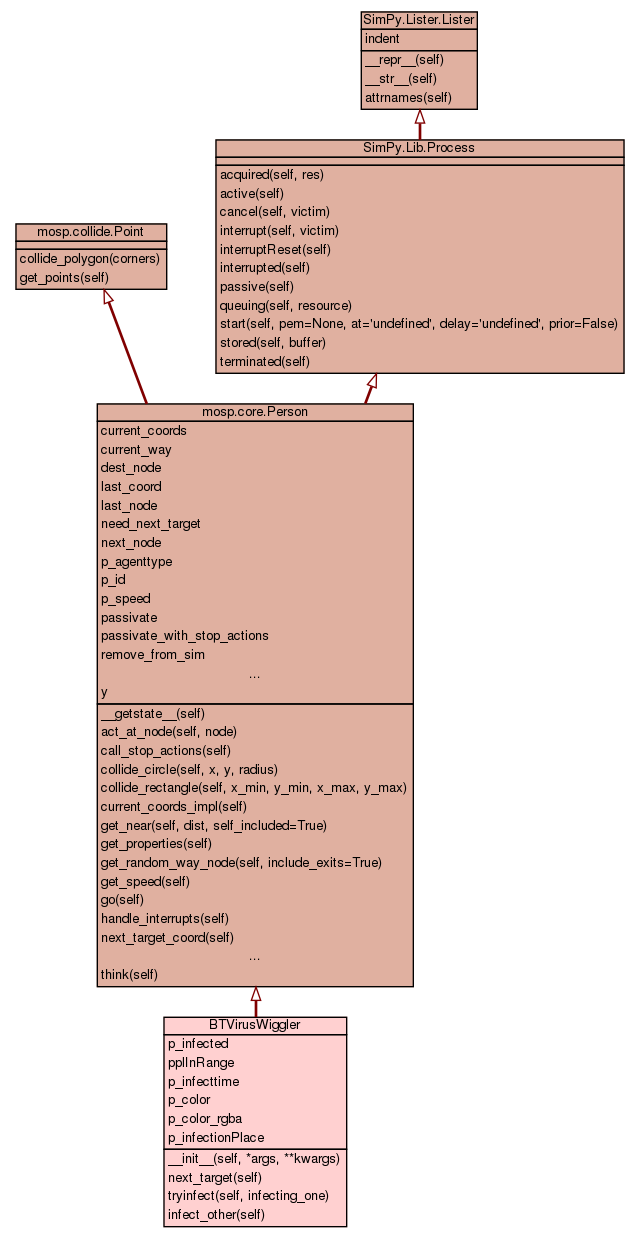 SimPy.Lister.Lister
indent
__repr__(self)
__str__(self)
attrnames(self)
SimPy.Lib.Process
acquired(self, res)
active(self)
cancel(self, victim)
interrupt(self, victim)
interruptReset(self)
interrupted(self)
passive(self)
queuing(self, resource)
start(self, pem=None, at='undefined', delay='undefined', prior=False)
stored(self, buffer)
terminated(self)
mosp.collide.Point
collide_polygon(corners)
get_points(self)
mosp.core.Person
current_coords
current_way
dest_node
last_coord
last_node
need_next_target
next_node
p_agenttype
p_id
p_speed
passivate
passivate_with_stop_actions
remove_from_sim
...
y
__getstate__(self)
act_at_node(self, node)
call_stop_actions(self)
collide_circle(self, x, y, radius)
collide_rectangle(self, x_min, y_min, x_max, y_max)
current_coords_impl(self)
get_near(self, dist, self_included=True)
get_properties(self)
get_random_way_node(self, include_exits=True)
get_speed(self)
go(self)
handle_interrupts(self)
next_target_coord(self)
...
think(self)
BTVirusWiggler
p_infected
pplInRange
p_infecttime
p_color
p_color_rgba
p_infectionPlace
__init__(self, *args, **kwargs)
next_target(self)
tryinfect(self, infecting_one)
infect_other(self)